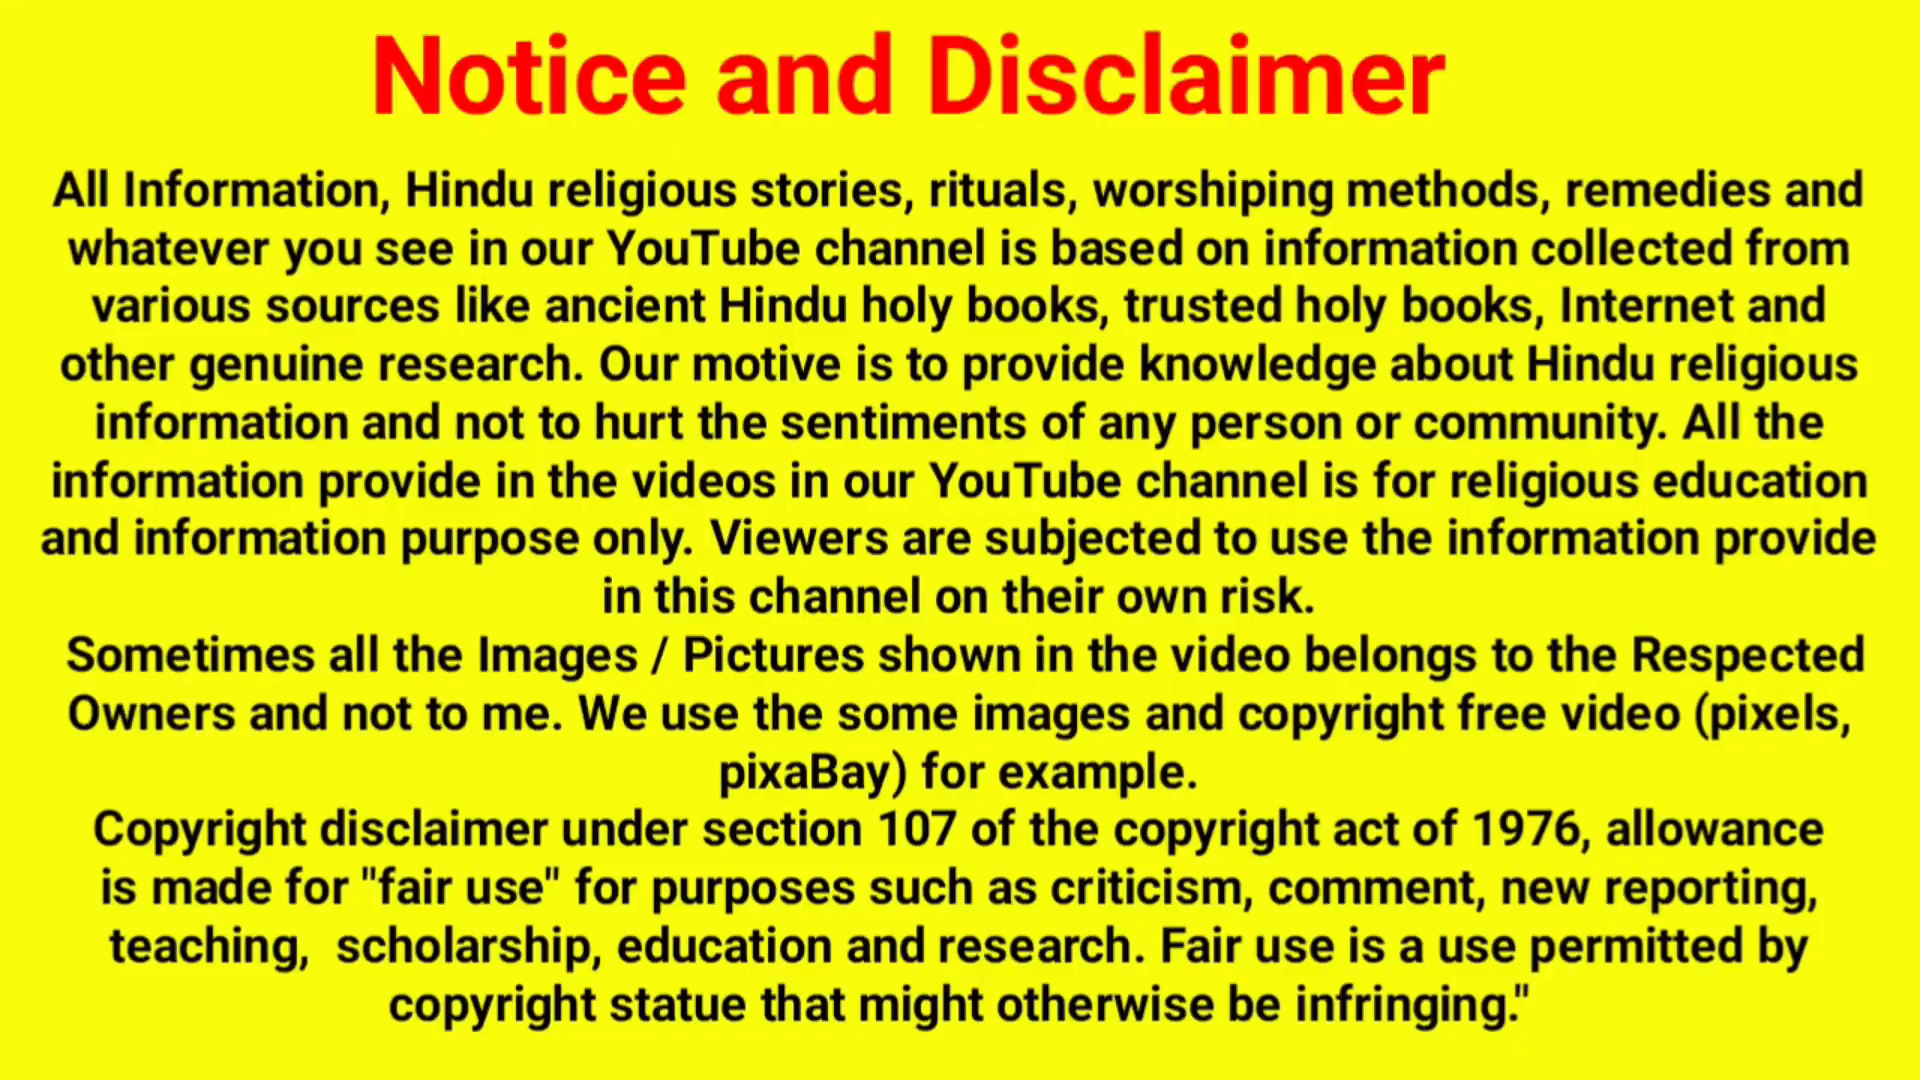 Notice and Disclaimer
All Information, Hindu religious stories, rituals, worshiping methods, remedies and
whatever you see in our YouTube channel is based on information collected from
various sources like ancient Hindu holy books, trusted holy books, Internet and
other genuine research. Our motive is to provide knowledge about Hindu religious
information and not to hurt the sentiments of any person or community. All the
information provide in the videos in our YouTube channel is for religious education
and information purpose only. Viewers are subjected to use the information provide
in this channel on their own risk.
Sometimes all the Images / Pictures shown in the video belongs to the Respected
Owners and not to me. We use the some images and copyright free video (pixels,
pixaBay) for example.
Copyright disclaimer under section 107 of the copyright act of 1976, allowance
is made for "fair use" for purposes such as criticism, comment, new reporting,
teaching,  scholarship, education and research. Fair use is a use permitted by
copyright statue that might otherwise be infringing."